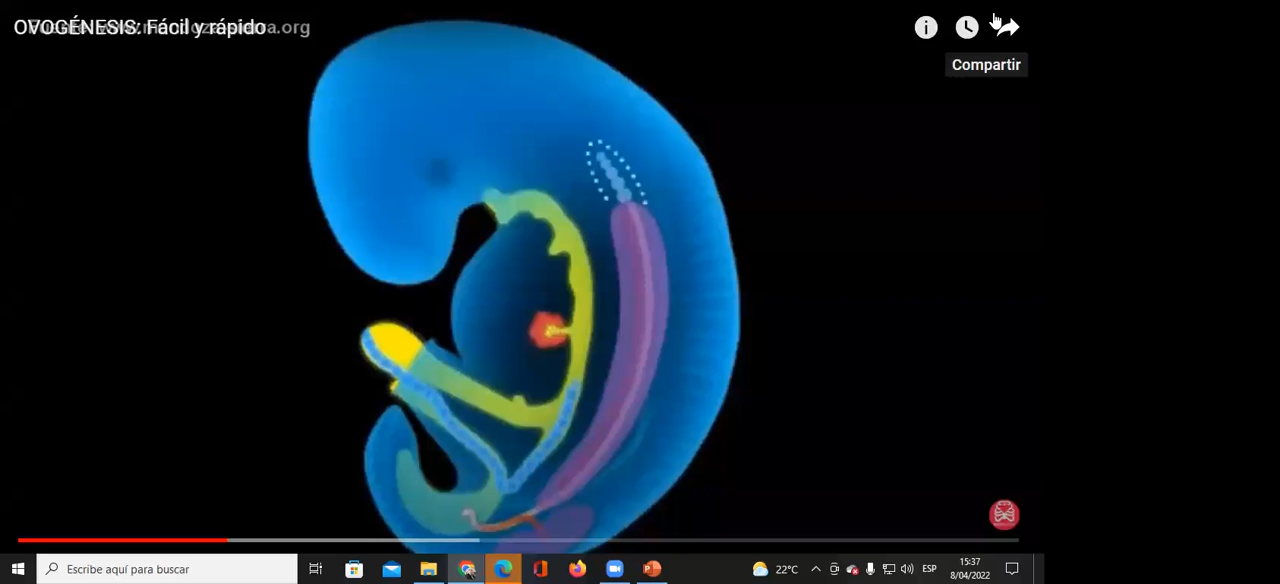 OVOGÉNESIS: Fácil y rápido
Compartir
Escribe aquí para buscar
22°C
ESP
15:37
8/04/2022